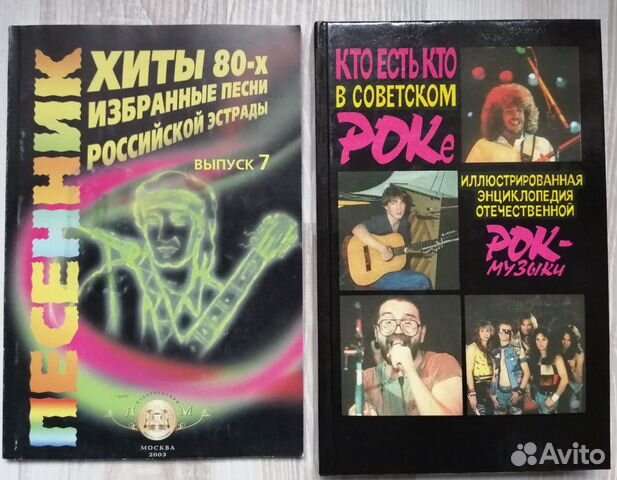 ПЕСЕННИК
ХИТЫ 80-х
ИЗБРАННЫЕ ПЕСНИ
РОССИЙСКОЙ ЭСТРАДЫ
ВЫПУСК 7
Л М
МОСКВА
2003
КТО ЕСТЬ КТО
В СОВЕТСКОМ
РОКе
ИЛЛЮСТРИРОВАННАЯ
ЭНЦИКЛОПЕДИЯ
ОТЕЧЕСТВЕННОЙ
РОК-
МУЗЫКИ
Avito